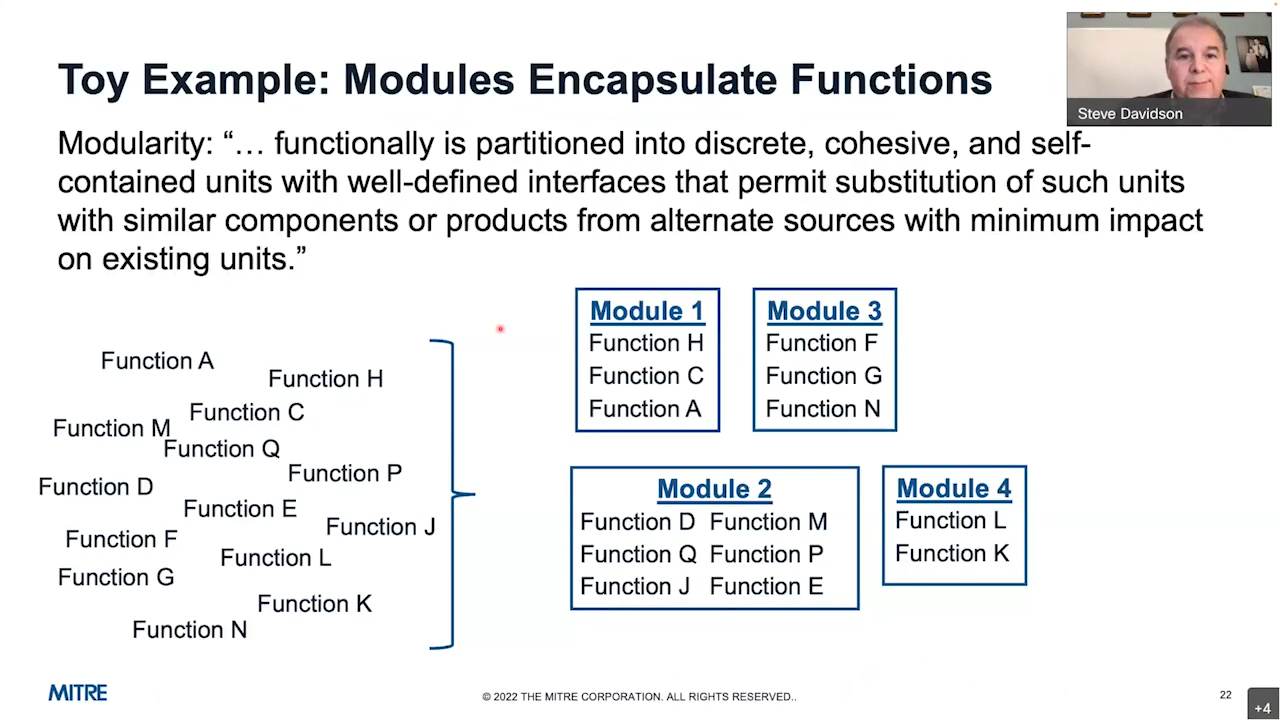 Toy Example: Modules Encapsulate Functions
Steve Davidson
Modularity: “… functionally is partitioned into discrete, cohesive, and self-
contained units with well-defined interfaces that permit substitution of such units
with similar components or products from alternate sources with minimum impact
on existing units.”
Function A
Function H
Function C
Function M
Function Q
Function P
Function D
Function E
Function J
Function F
Function L
Function G
Function K
Function N
Module 1
Function H
Function C
Function A
Module 3
Function F
Function G
Function N
Module 2
Function D Function M
Function Q Function P
Function J Function E
Module 4
Function L
Function K
MITRE
© 2022 THE MITRE CORPORATION. ALL RIGHTS RESERVED..
22
+4